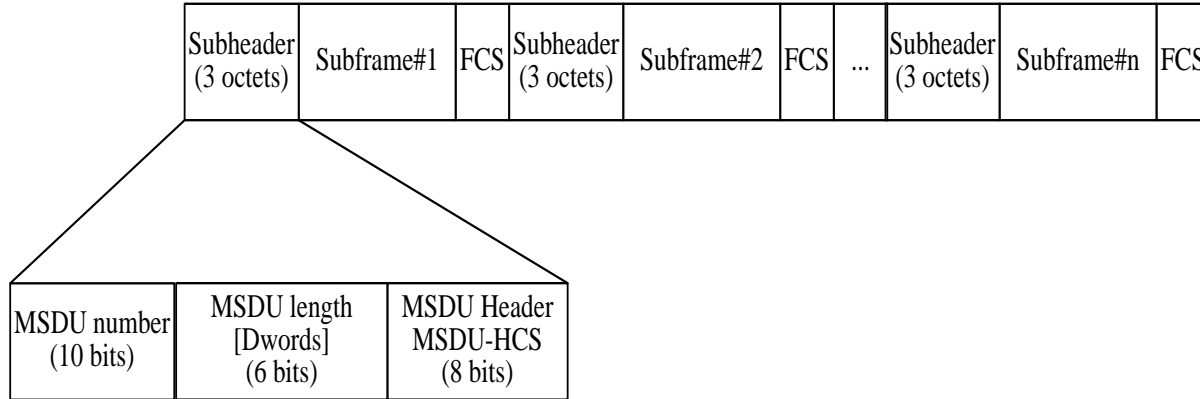 Subheader
(3 octets)
Subframe#1
FCS
Subheader
(3 octets)
Subframe#2
FCS
...
Subheader
(3 octets)
Subframe#n
FCS
MSDU number
(10 bits)
MSDU length
[Dwords]
(6 bits)
MSDU Header
MSDU-HCS
(8 bits)